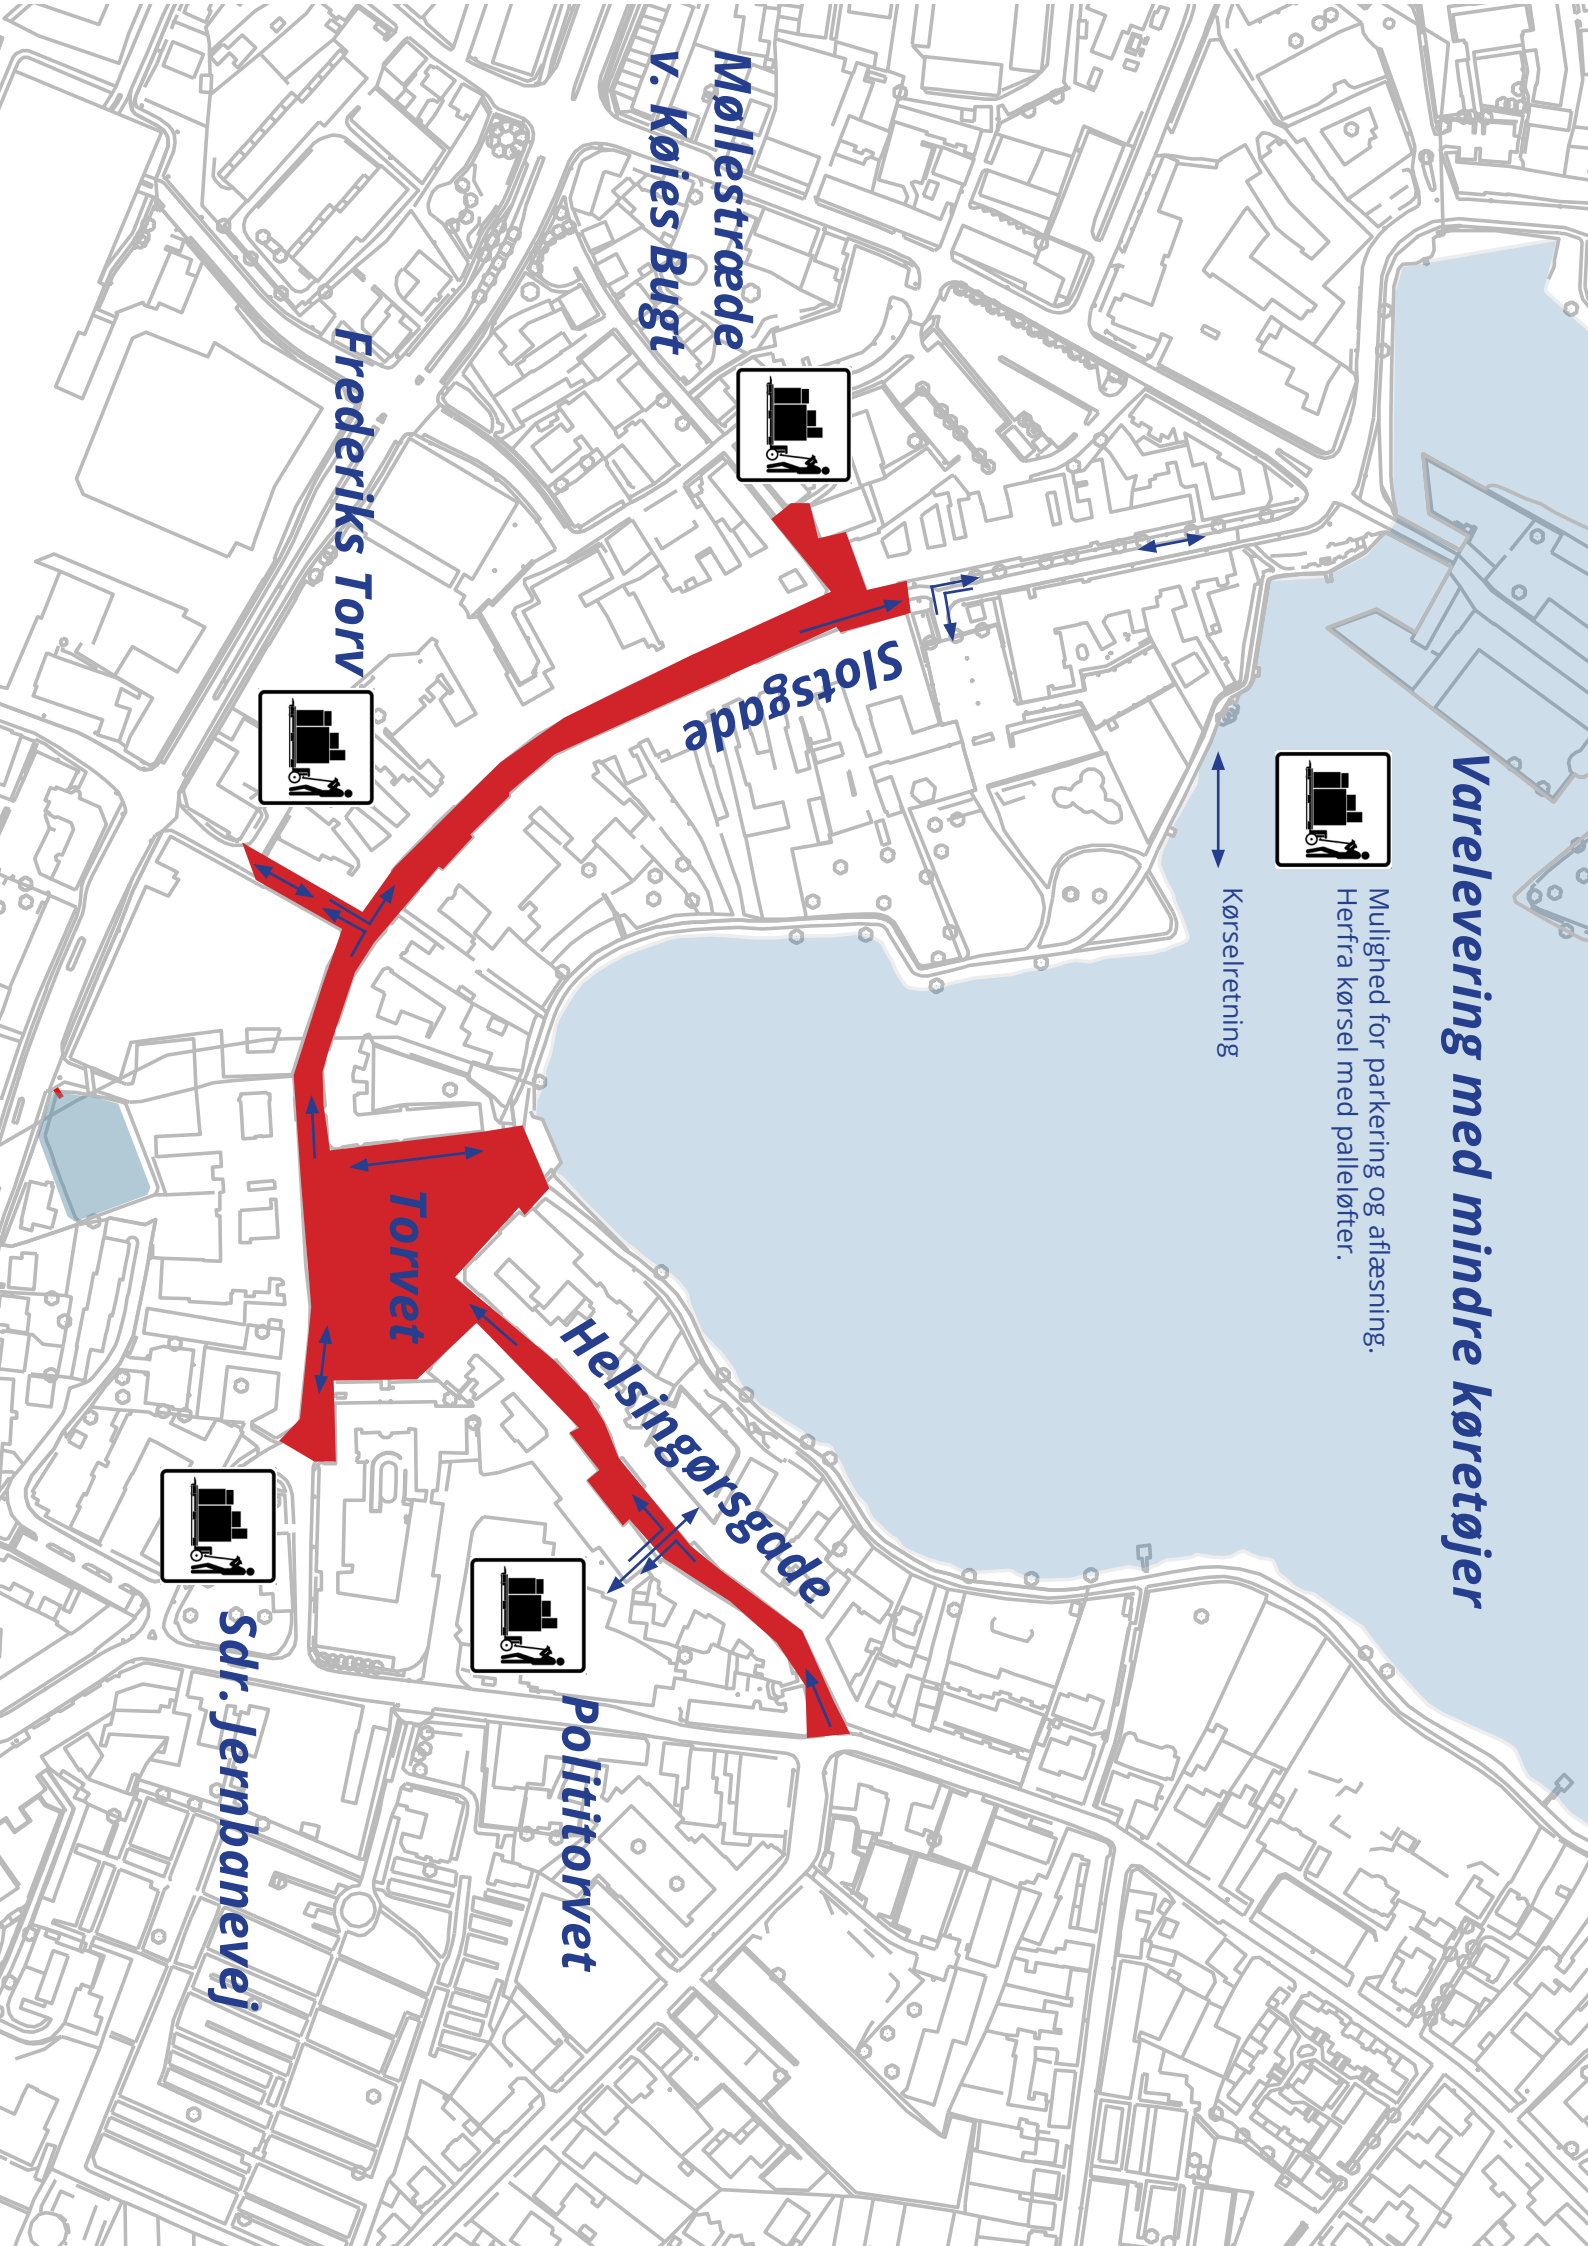 Varelevering med mindre køretøjer
Mulighed for parkering og aflæsning.
Herfra kørsel med palleløfter.
Kørselretning
Møllestræde
v. Køies Bugt
Slotsgade
Frederiks Torv
Torvet
Helsingørsgade
Polititorvet
Sdr. Jernbanevej